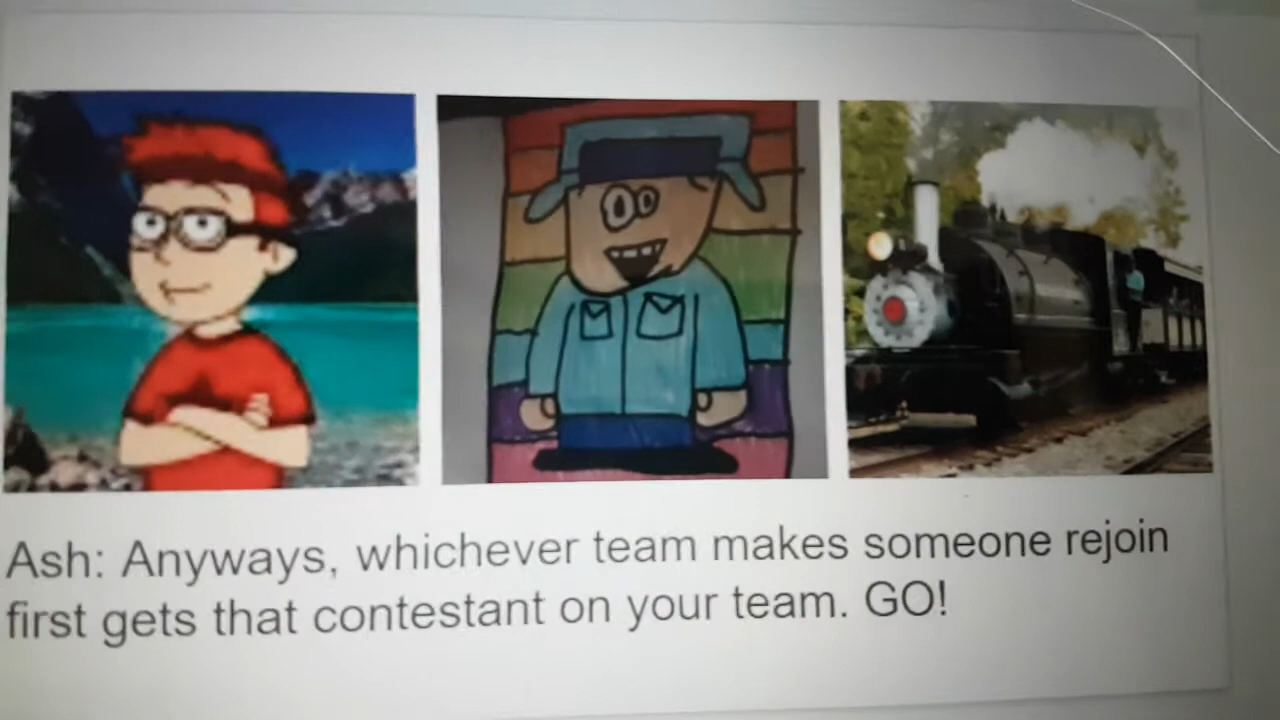 Ash: Anyways, whichever team makes someone rejoin
first gets that contestant on your team. GO!